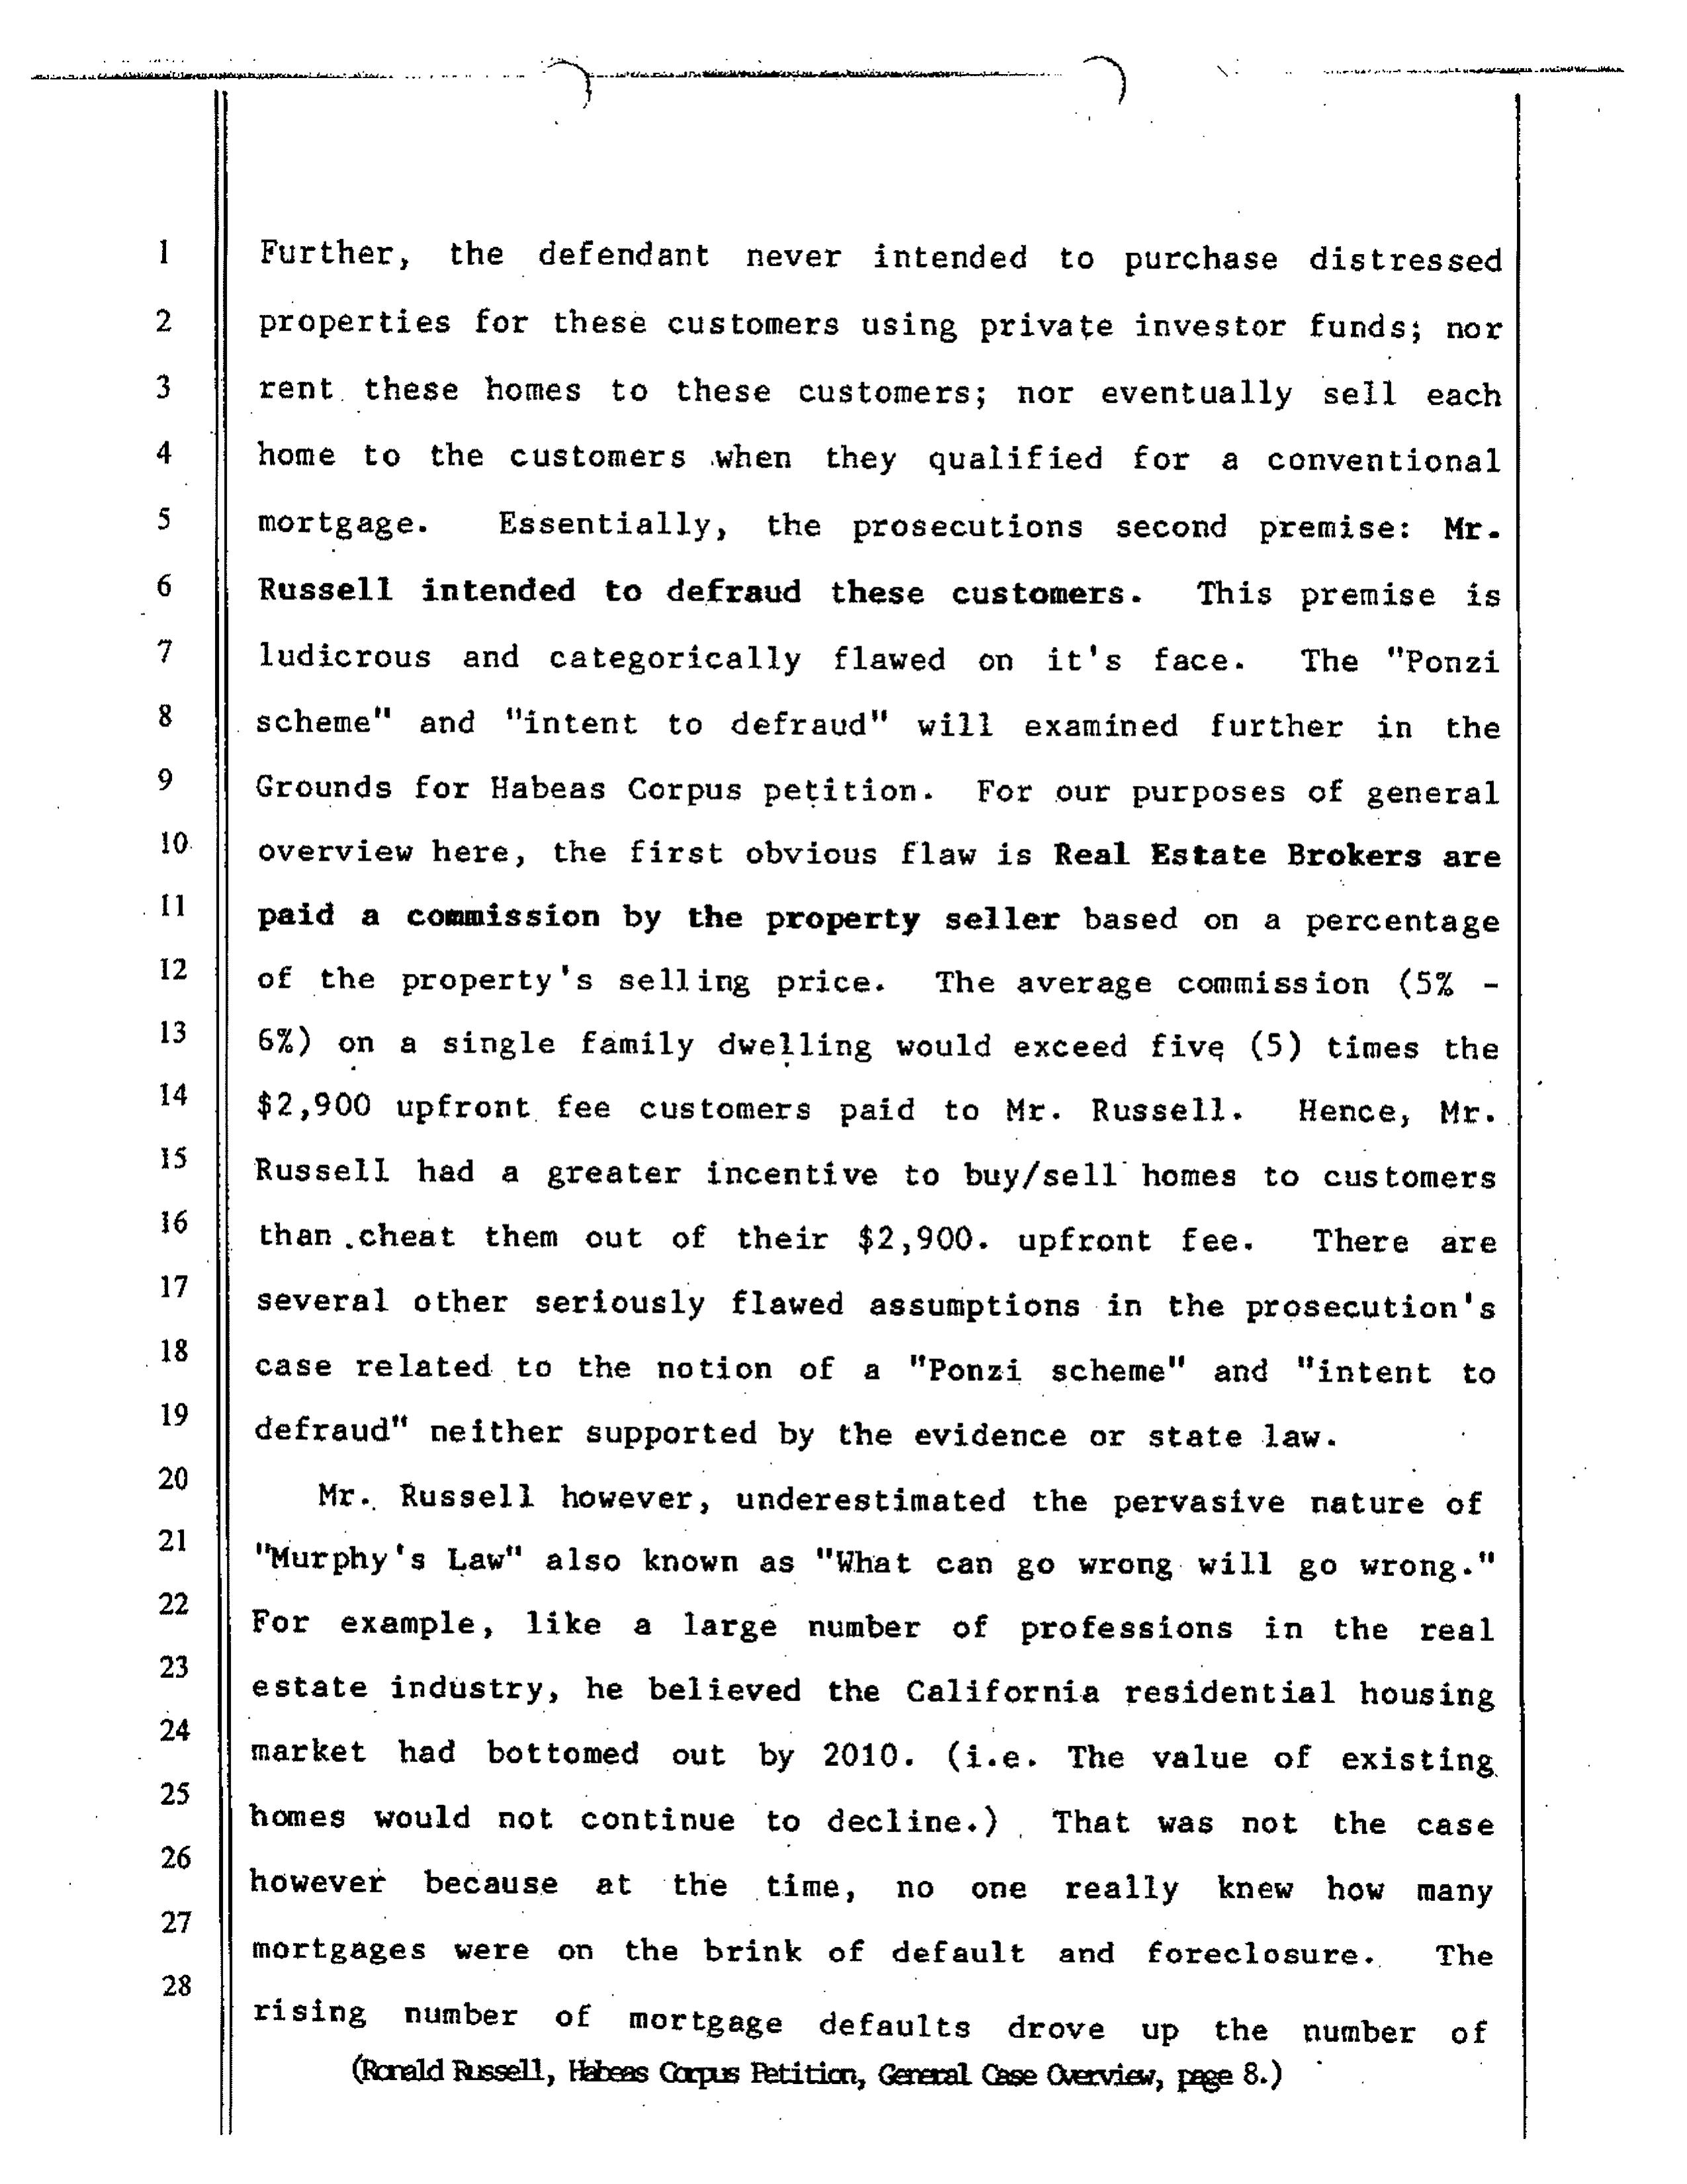 1 Further, the defendant never intended to purchase distressed
2 properties for these customers using private investor funds; nor
3 rent these homes to these customers; nor eventually sell each
4 home to the customers when they qualified for a conventional
5 mortgage. Essentially, the prosecutions second premise: Mr.
6 Russell intended to defraud these customers. This premise is
7 ludicrous and categorically flawed on it's face. The "Ponzi
8 scheme" and "intent to defraud" will examined further in the
9 Grounds for Habeas Corpus petition. For our purposes of general
10 overview here, the first obvious flaw is Real Estate Brokers are
11 paid a commission by the property seller based on a percentage
12 of the property's selling price. The average commission (5% -
13 6%) on a single family dwelling would exceed five (5) times the
14 $2,900 upfront fee customers paid to Mr. Russell. Hence, Mr.
15 Russell had a greater incentive to buy/sell homes to customers
16 than cheat them out of their $2,900. upfront fee. There are
17 several other seriously flawed assumptions in the prosecution's
18 case related to the notion of a "Ponzi scheme" and "intent to
19 defraud" neither supported by the evidence or state law.
20 Mr. Russell however, underestimated the pervasive nature of
21 "Murphy's Law" also known as "What can go wrong will go wrong."
22 For example, like a large number of professions in the real
23 estate industry, he believed the California residential housing
24 market had bottomed out by 2010. (i.e. The value of existing
25 homes would not continue to decline.) That was not the case
26 however because at the time, no one really knew how many
27 mortgages were on the brink of default and foreclosure. The
28 rising number of mortgage defaults drove up the number of
(Ronald Russell, Habeas Corpus Petition, General Case Overview, page 8.)